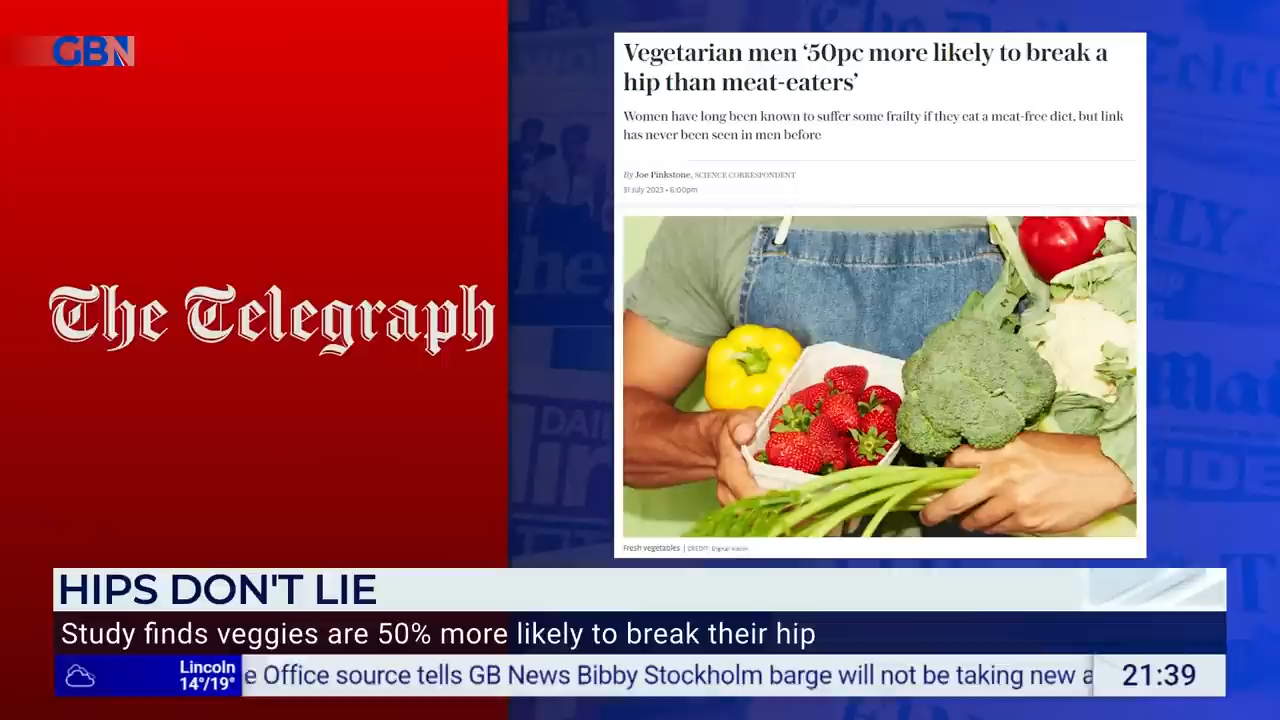 GBN
The Telegraph
Vegetarian men ‘50pc more likely to break a
hip than meat-eaters’
Women have long been known to suffer some frailty if they eat a meat-free diet, but link
has never been seen in men before
By Joe Pinkstone, SCIENCE CORRESPONDENT
31 July 2023 • 6:00pm
Fresh vegetables |
HIPS DON'T LIE
Study finds veggies are 50% more likely to break their hip
Lincoln
14°/19°
e Office source tells GB News Bibby Stockholm barge will not be taking new a
21:39